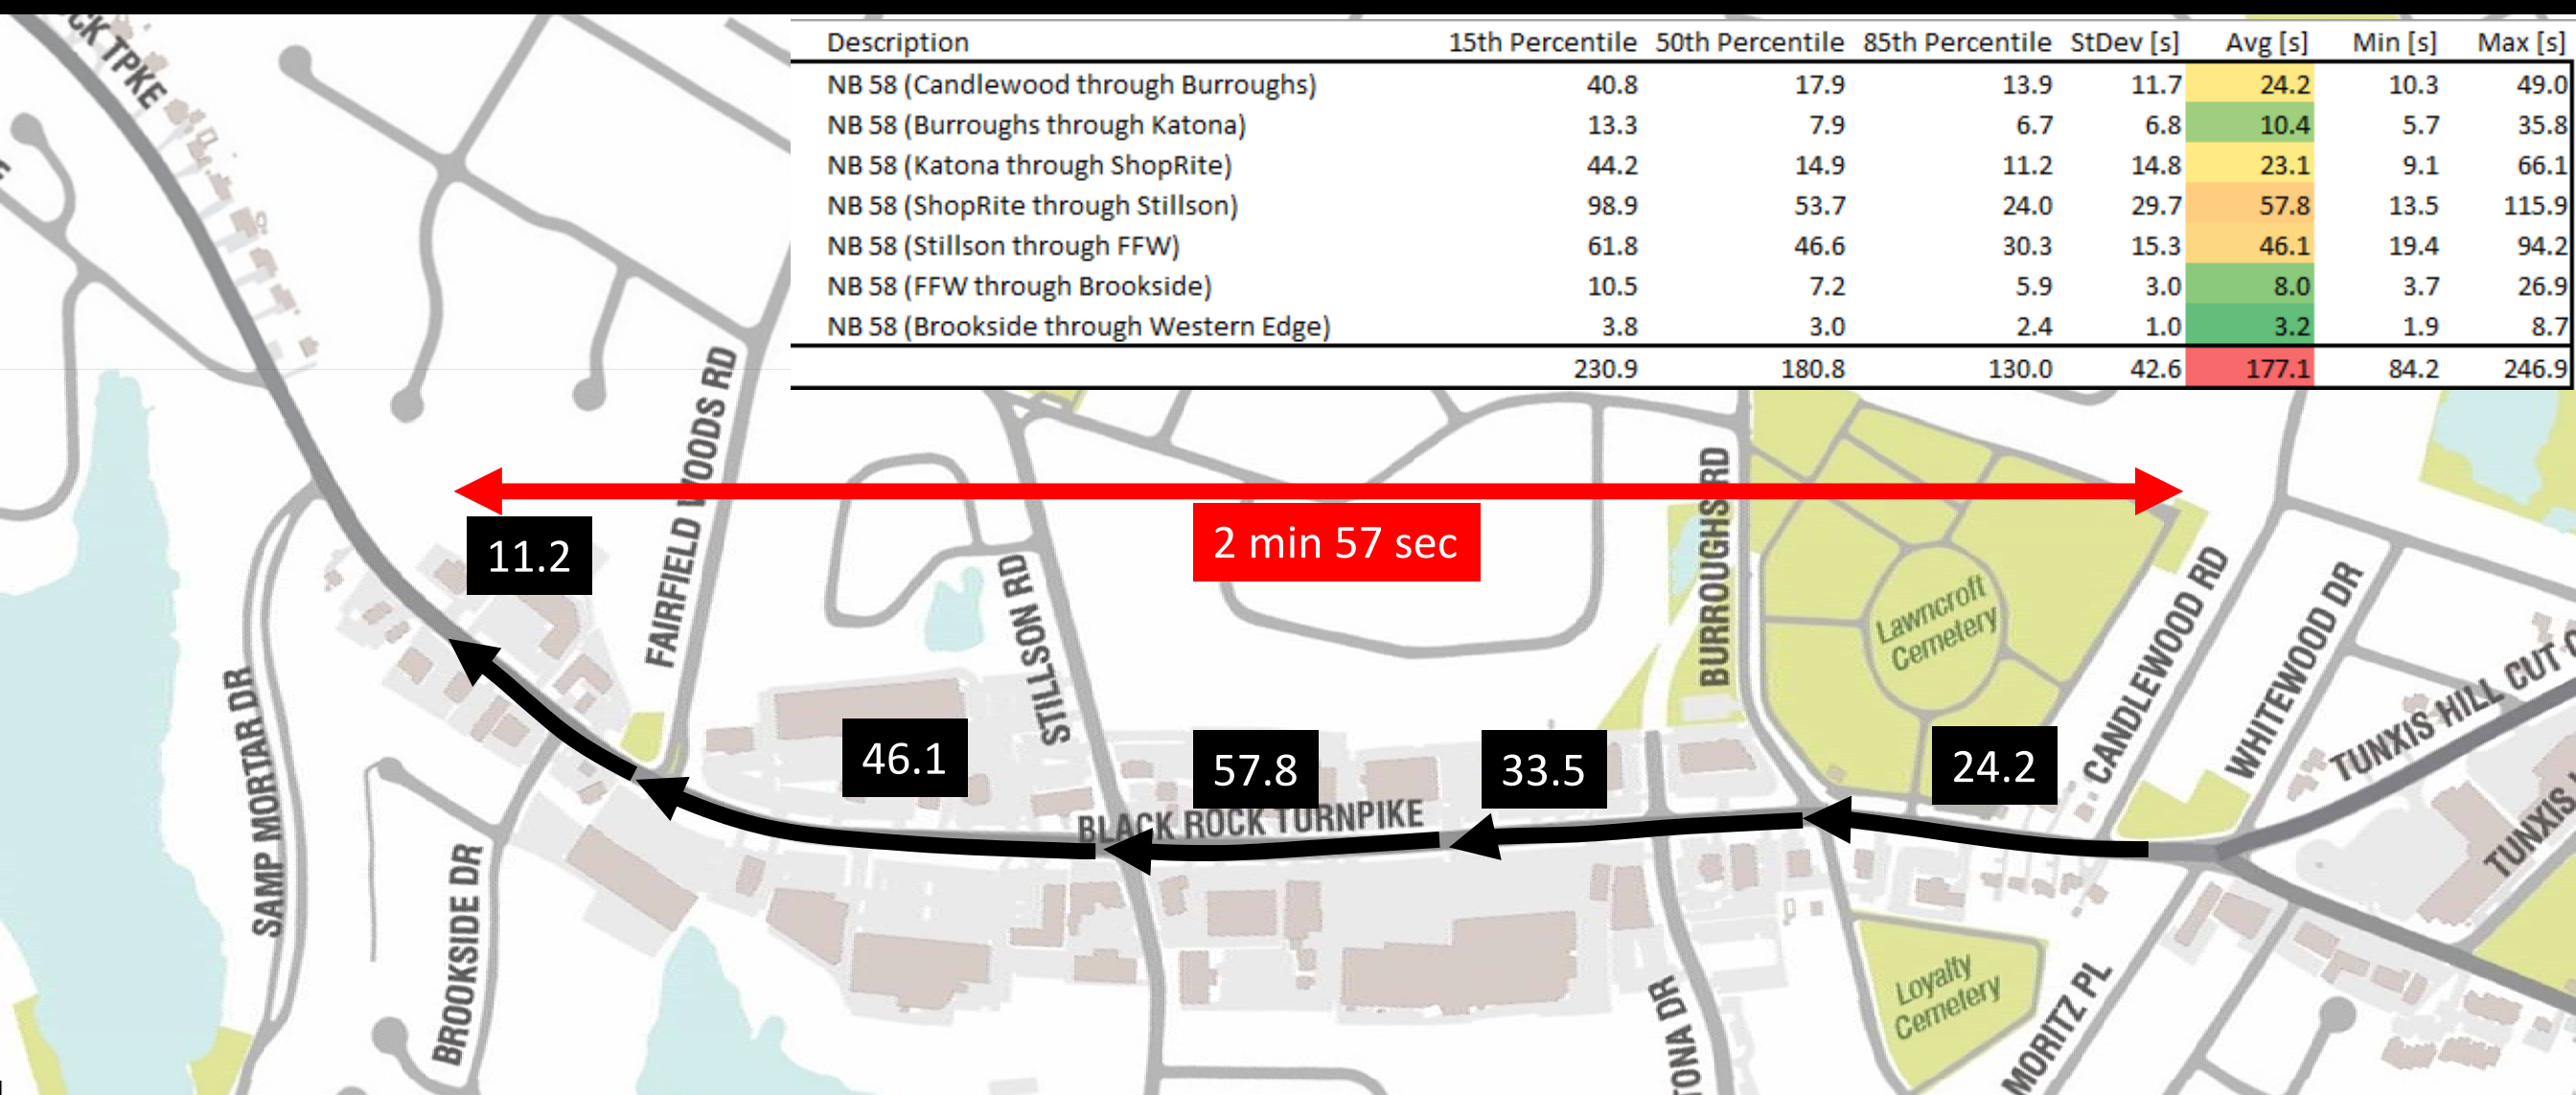 CK TPKE
Description 15th Percentile 50th Percentile 85th Percentile StDev [s] Avg [s] Min [s] Max [s]
NB 58 (Candlewood through Burroughs) 40.8 17.9 13.9 11.7 24.2 10.3 49.0
NB 58 (Burroughs through Katona) 13.3 7.9 6.7 6.8 10.4 5.7 35.8
NB 58 (Katona through ShopRite) 44.2 14.9 11.2 14.8 23.1 9.1 66.1
NB 58 (ShopRite through Stillson) 98.9 53.7 24.0 29.7 57.8 13.5 115.9
NB 58 (Stillson through FFW) 61.8 46.6 30.3 15.3 46.1 19.4 94.2
NB 58 (FFW through Brookside) 10.5 7.2 5.9 3.0 8.0 3.7 26.9
NB 58 (Brookside through Western Edge) 3.8 3.0 2.4 1.0 3.2 1.9 8.7
230.9 180.8 130.0 42.6 177.1 84.2 246.9
2 min 57 sec
11.2
FAIRFIELD WOODS RD
STILLSON RD
BURROUGHS RD
Lawncroft
Cemetery
CANDLEWOOD RD
WHITEWOOD DR
TUNXIS HILL CUT
TUNXIS
46.1
57.8
33.5
24.2
BLACK ROCK TURNPIKE
SAMP MORTAR DR
BROOKSIDE DR
TONA DR
Loyalty
Cemetery
MORITZ PL